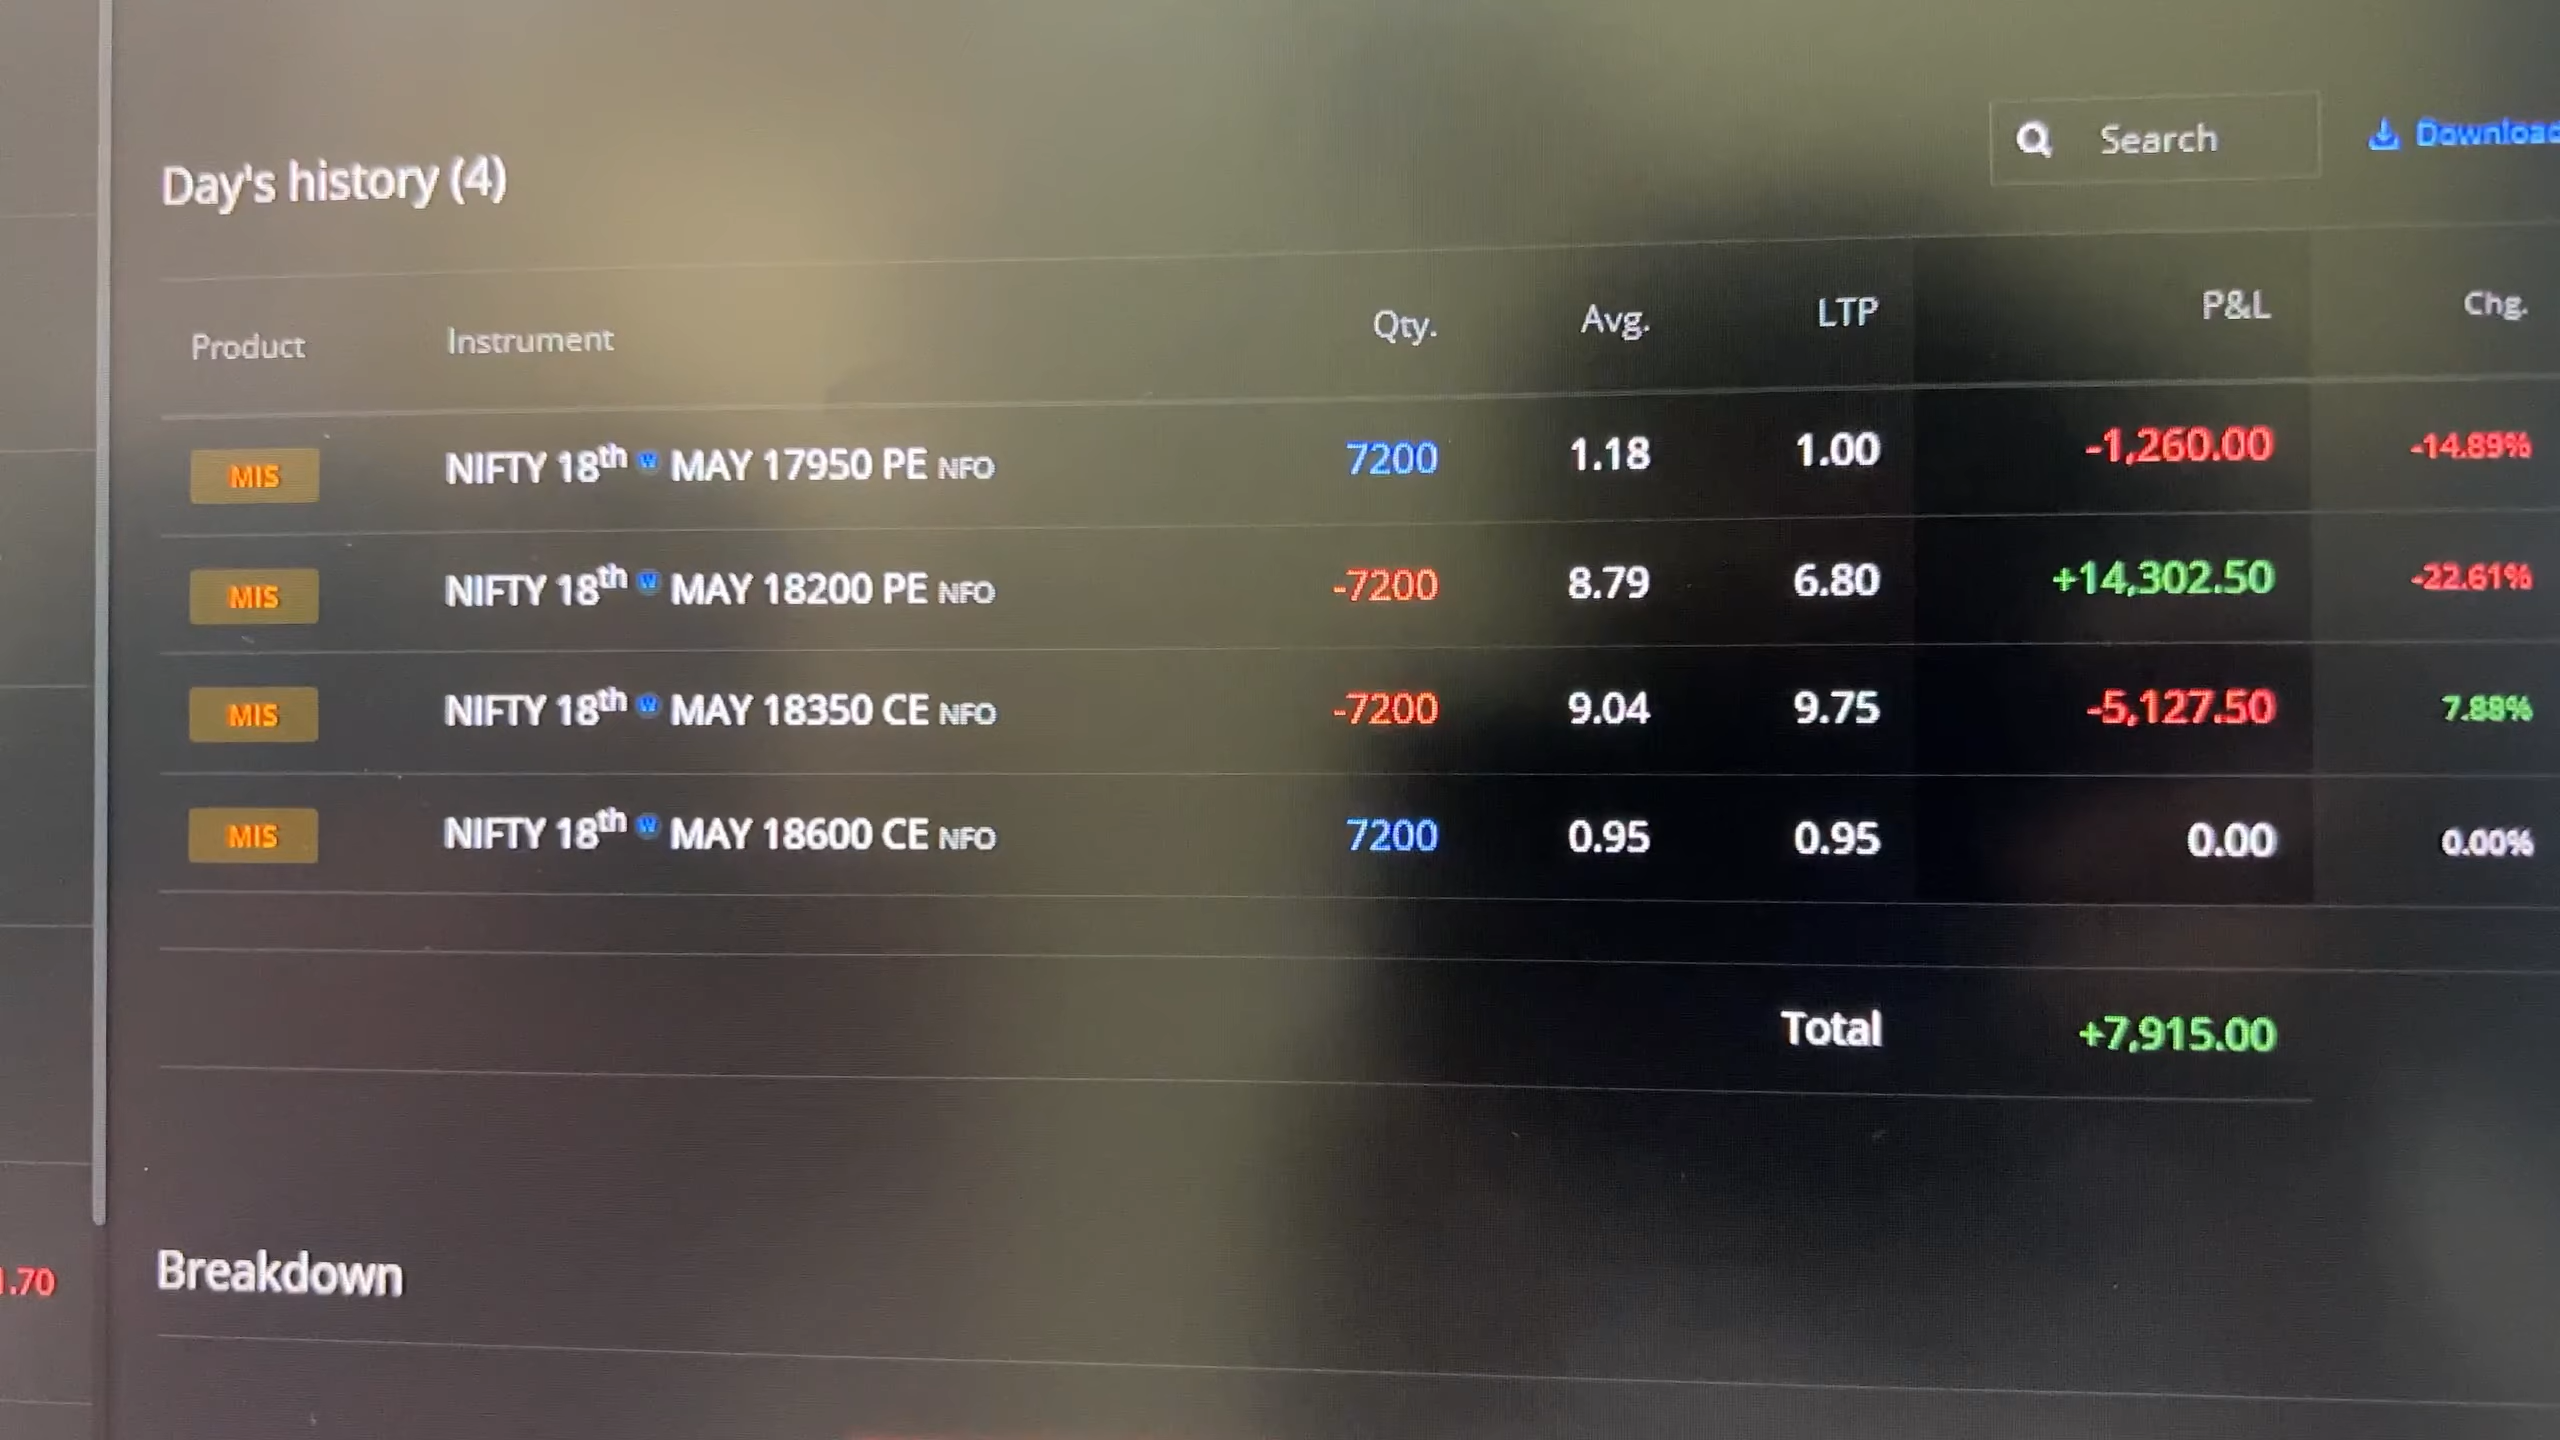 Search
Download
Day's history (4)
Product Instrument Qty. Avg. LTP P&L Chg.
MIS NIFTY 18th W MAY 17950 PE NFO 7200 1.18 1.00 -1,260.00 -14.89%
MIS NIFTY 18th W MAY 18200 PE NFO -7200 8.79 6.80 +14,302.50 -22.61%
MIS NIFTY 18th W MAY 18350 CE NFO -7200 9.04 9.75 -5,127.50 7.88%
MIS NIFTY 18th W MAY 18600 CE NFO 7200 0.95 0.95 0.00 0.00%
Total +7,915.00
Breakdown
.70